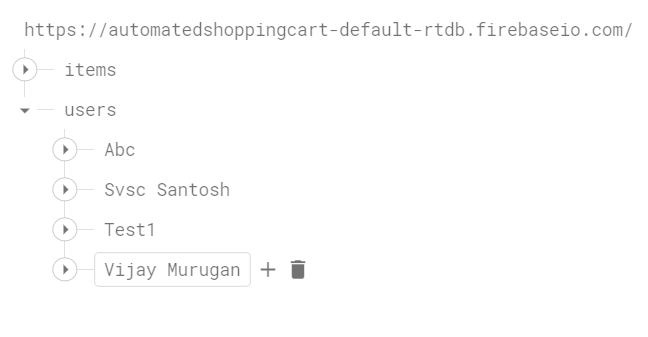 https://automatedshoppingcart-default-rtdb.firebaseio.com/
items
users
Abc
Svsc Santosh
Test1
Vijay Murugan